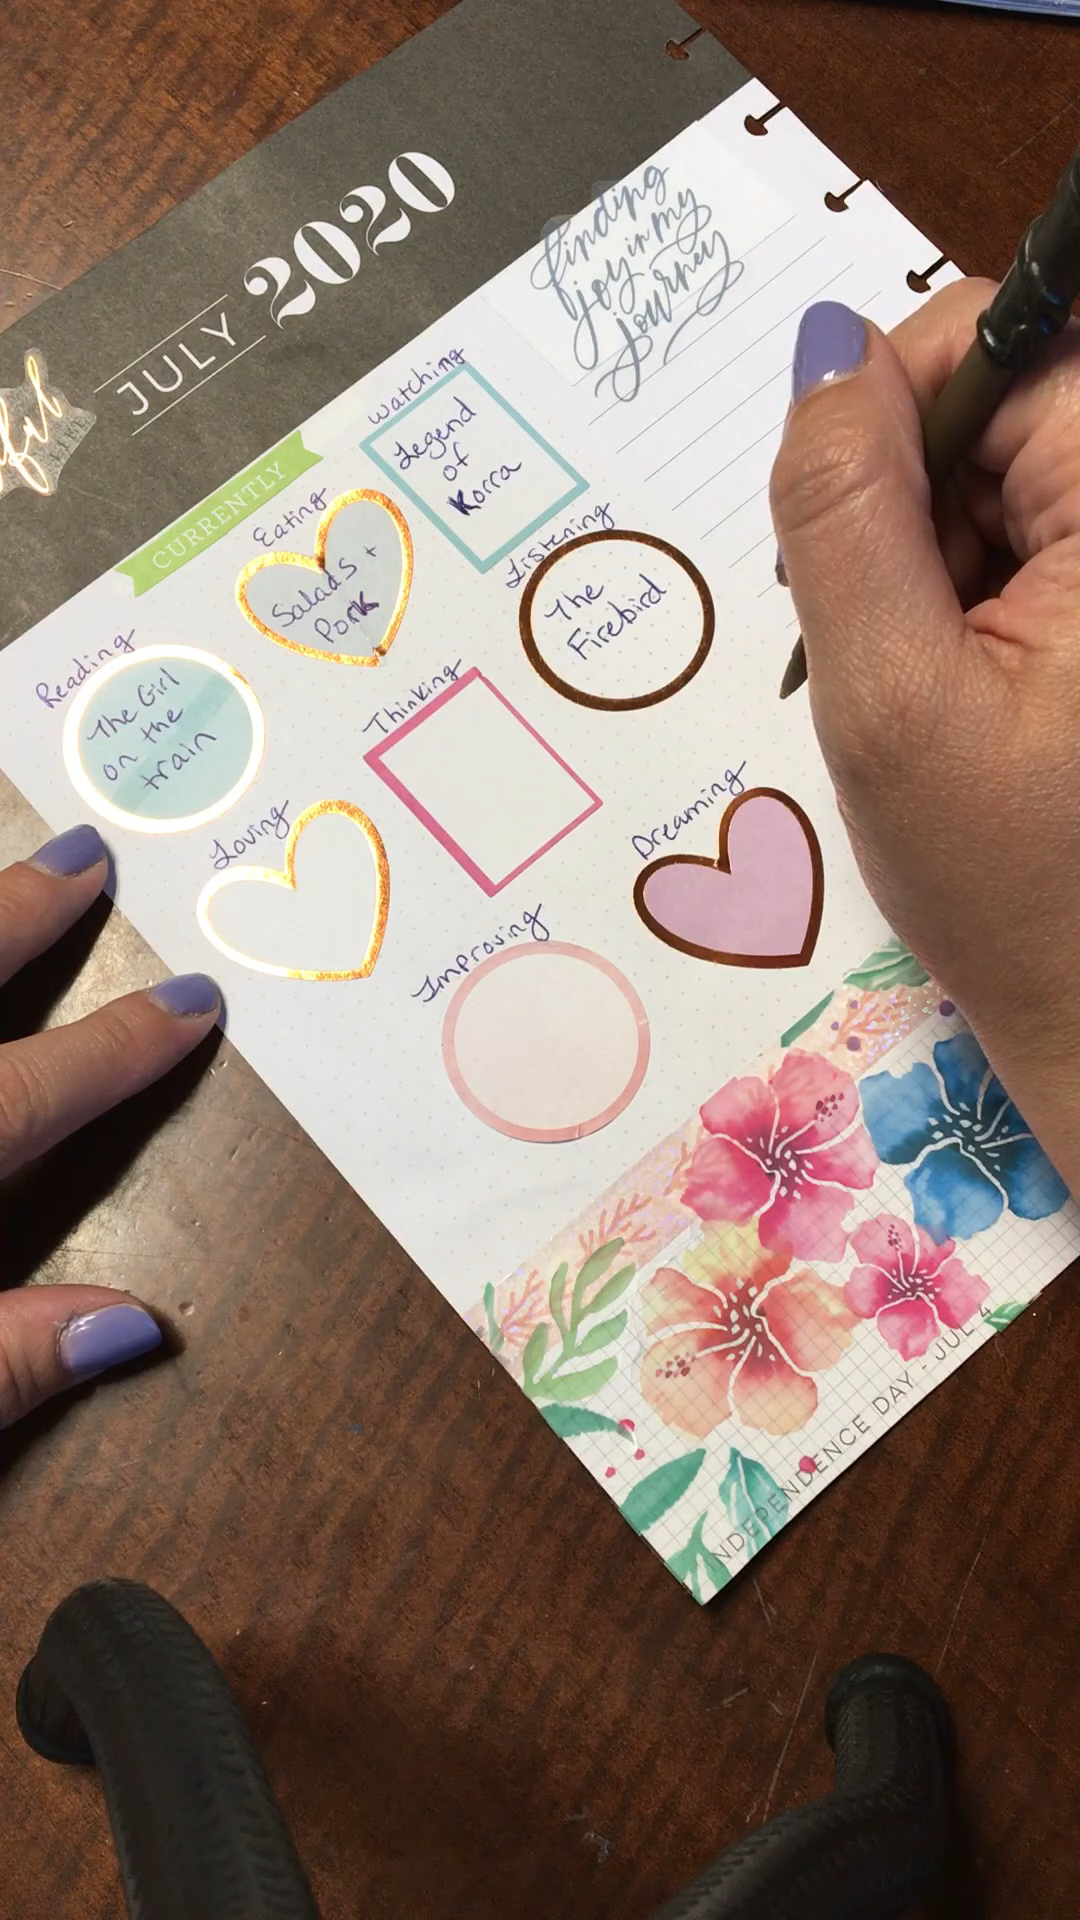 JULY 2020
LIFE
finding
joy in my
journey
CURRENTLY
Watching
Legend
of
Korra
Eating
Salads +
Pork
Listening
The
Firebird
Reading
The Girl
on the
train
Thinking
Loving
Dreaming
Improving
INDEPENDENCE DAY - JUL 4